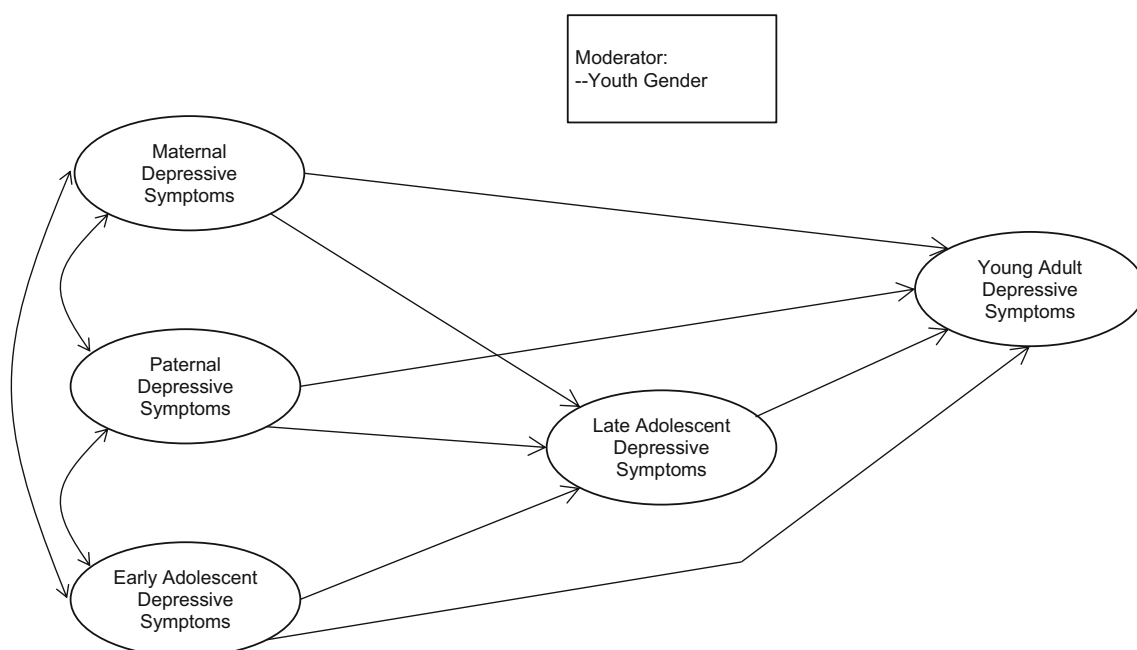 Moderator:
--Youth Gender
Maternal
Depressive
Symptoms
Young Adult
Depressive
Symptoms
Paternal
Depressive
Symptoms
Late Adolescent
Depressive
Symptoms
Early Adolescent
Depressive
Symptoms